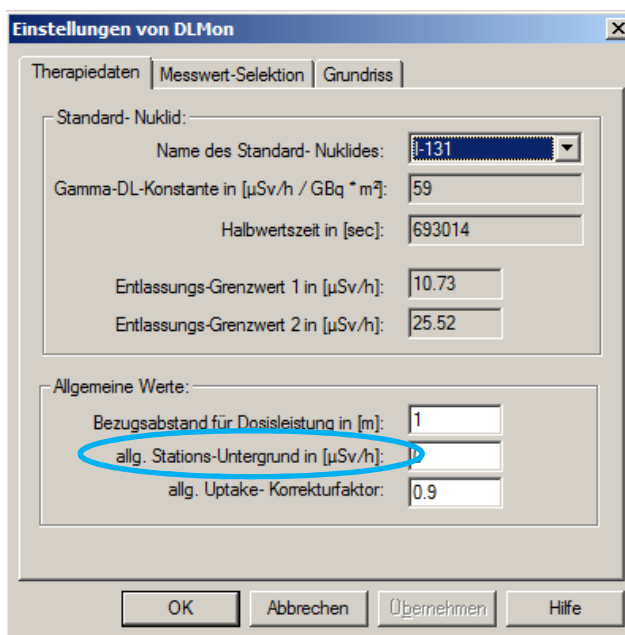 Einstellungen von DLMon
Therapiedaten Messwert-Selektion Grundriss
Standard- Nuklid:
Name des Standard- Nuklides: I-131
Gamma-DL-Konstante in [µSv/h / GBq * m²]: 59
Halbwertszeit in [sec]: 693014
Entlassungs-Grenzwert 1 in [µSv/h]: 10.73
Entlassungs-Grenzwert 2 in [µSv/h]: 25.52
Allgemeine Werte:
Bezugsabstand für Dosisleistung in [m]: 1
allg. Stations-Untergrund in [µSv/h]:
allg. Uptake- Korrekturfaktor: 0.9
OK Abbrechen Übernehmen Hilfe